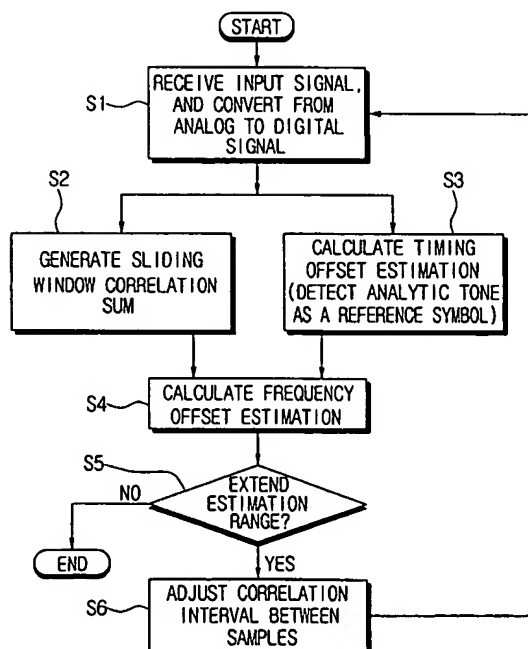 START
S1
RECEIVE INPUT SIGNAL,
AND CONVERT FROM
ANALOG TO DIGITAL
SIGNAL
S2
GENERATE SLIDING
WINDOW CORRELATION
SUM
S3
CALCULATE TIMING
OFFSET ESTIMATION
(DETECT ANALYTIC TONE
AS A REFERENCE SYMBOL)
S4
CALCULATE FREQUENCY
OFFSET ESTIMATION
S5
EXTEND
ESTIMATION
RANGE?
NO
END
YES
S6
ADJUST CORRELATION
INTERVAL BETWEEN
SAMPLES